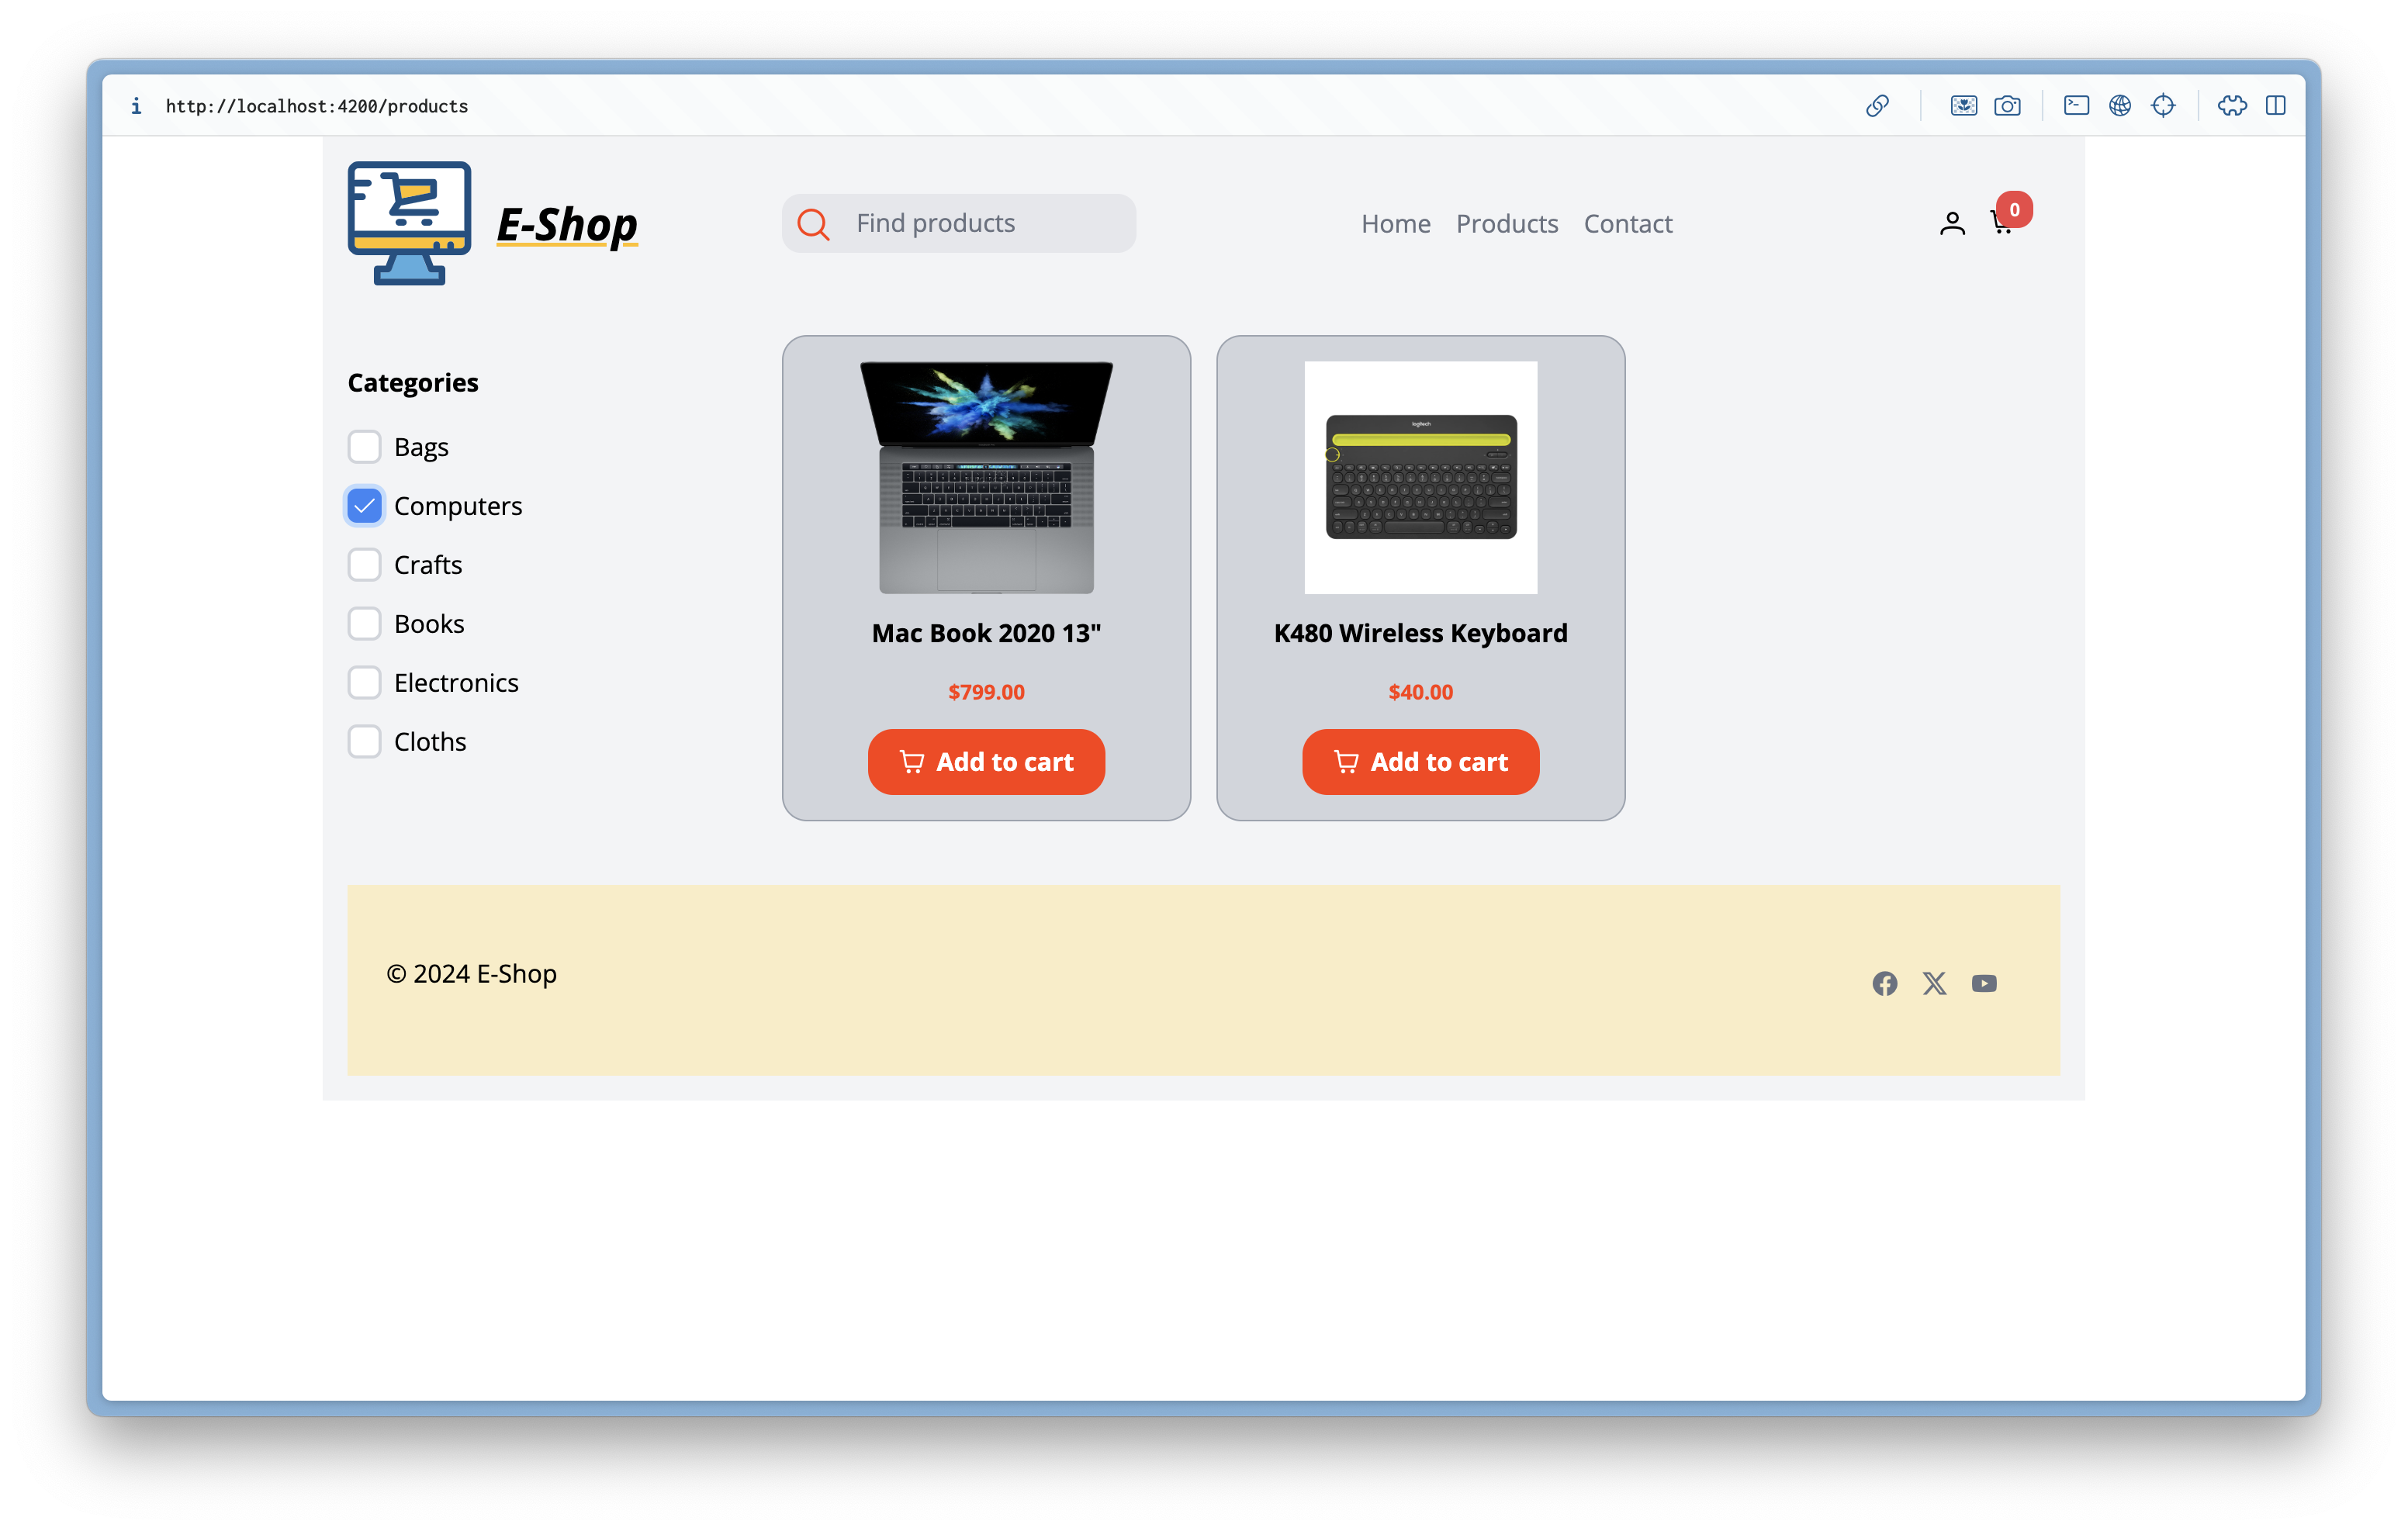 http://localhost:4200/products
E-Shop
Find products
Home Products Contact
0
Categories
Bags
Computers
Crafts
Books
Electronics
Cloths
logitech
Mac Book 2020 13"
$799.00
Add to cart
K480 Wireless Keyboard
$40.00
Add to cart
© 2024 E-Shop